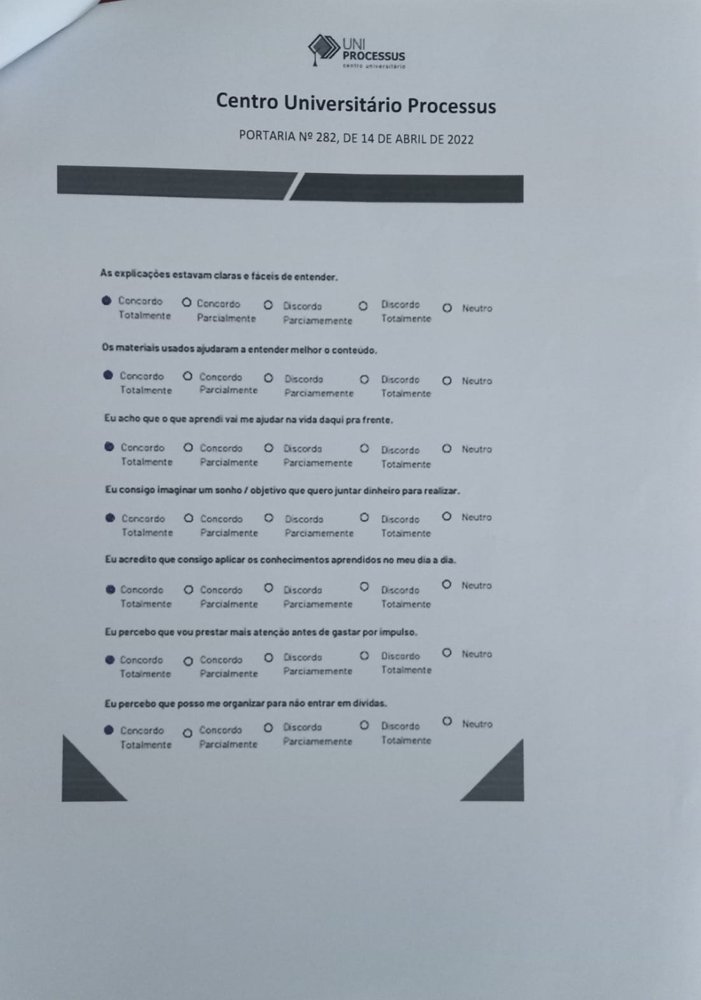 UNI
PROCESSUS
centro universitário
Centro Universitário Processus
PORTARIA Nº 282, DE 14 DE ABRIL DE 2022
As explicações estavam claras e fáceis de entender.
Concordo Totalmente Concordo Parcialmente Discordo Parciamemente Discordo Totalmente Neutro
Os materiais usados ajudaram a entender melhor o conteúdo.
Concordo Totalmente Concordo Parcialmente Discordo Parciamemente Discordo Totalmente Neutro
Eu acho que o que aprendi vai me ajudar na vida daqui pra frente.
Concordo Totalmente Concordo Parcialmente Discordo Parciamemente Discordo Totalmente Neutro
Eu consigo imaginar um sonho / objetivo que quero juntar dinheiro para realizar.
Concordo Totalmente Concordo Parcialmente Discordo Parciamemente Discordo Totalmente Neutro
Eu acredito que consigo aplicar os conhecimentos aprendidos no meu dia a dia.
Concordo Totalmente Concordo Parcialmente Discordo Parciamemente Discordo Totalmente Neutro
Eu percebo que vou prestar mais atenção antes de gastar por impulso.
Concordo Totalmente Concordo Parcialmente Discordo Parciamemente Discordo Totalmente Neutro
Eu percebo que posso me organizar para não entrar em dívidas.
Concordo Totalmente Concordo Parcialmente Discordo Parciamemente Discordo Totalmente Neutro